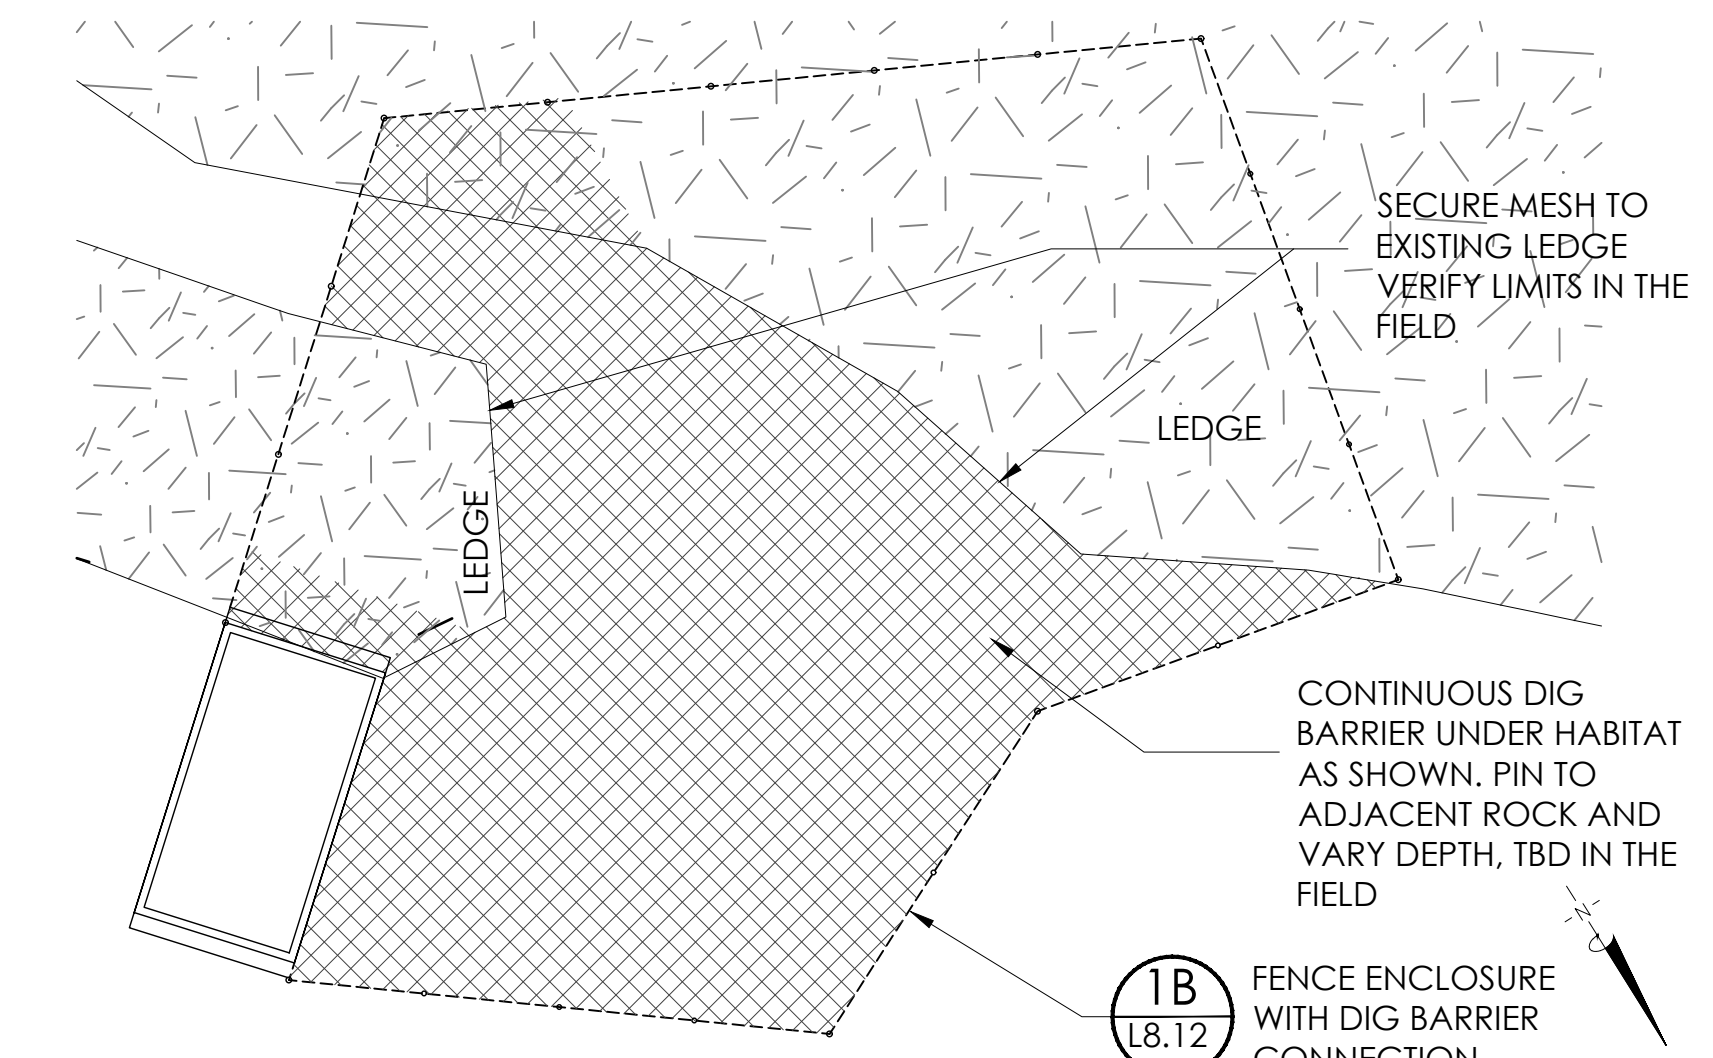 SECURE MESH TO
EXISTING LEDGE
VERIFY LIMITS IN THE
FIELD
LEDGE
LEDGE
CONTINUOUS DIG
BARRIER UNDER HABITAT
AS SHOWN. PIN TO
ADJACENT ROCK AND
VARY DEPTH, TBD IN THE
FIELD
N
1B
L8.12
FENCE ENCLOSURE
WITH DIG BARRIER
CONNECTION